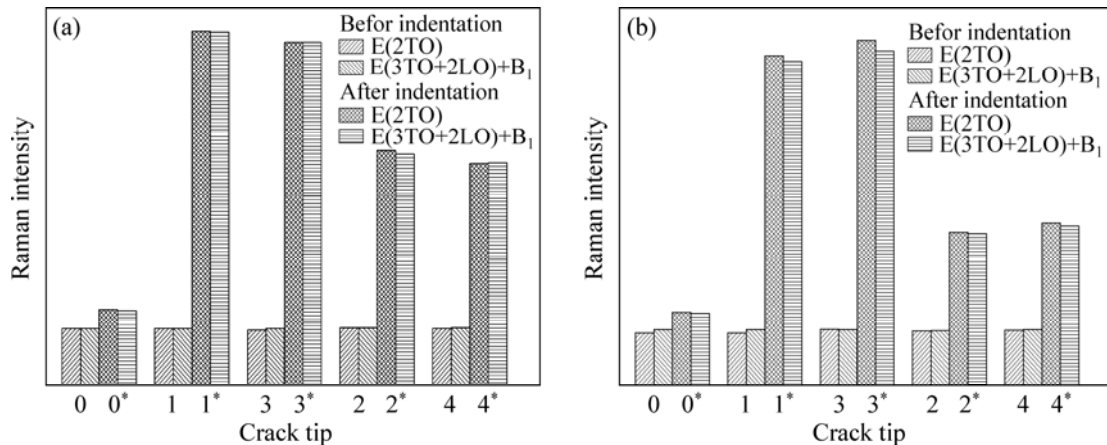 (a)
Befor indentation
E(2TO)
E(3TO+2LO)+B₁
After indentation
E(2TO)
E(3TO+2LO)+B₁
Raman intensity
0 0* 1 1* 3 3* 2 2* 4 4*
Crack tip
(b)
Befor indentation
E(2TO)
E(3TO+2LO)+B₁
After indentation
E(2TO)
E(3TO+2LO)+B₁
Raman intensity
0 0* 1 1* 3 3* 2 2* 4 4*
Crack tip